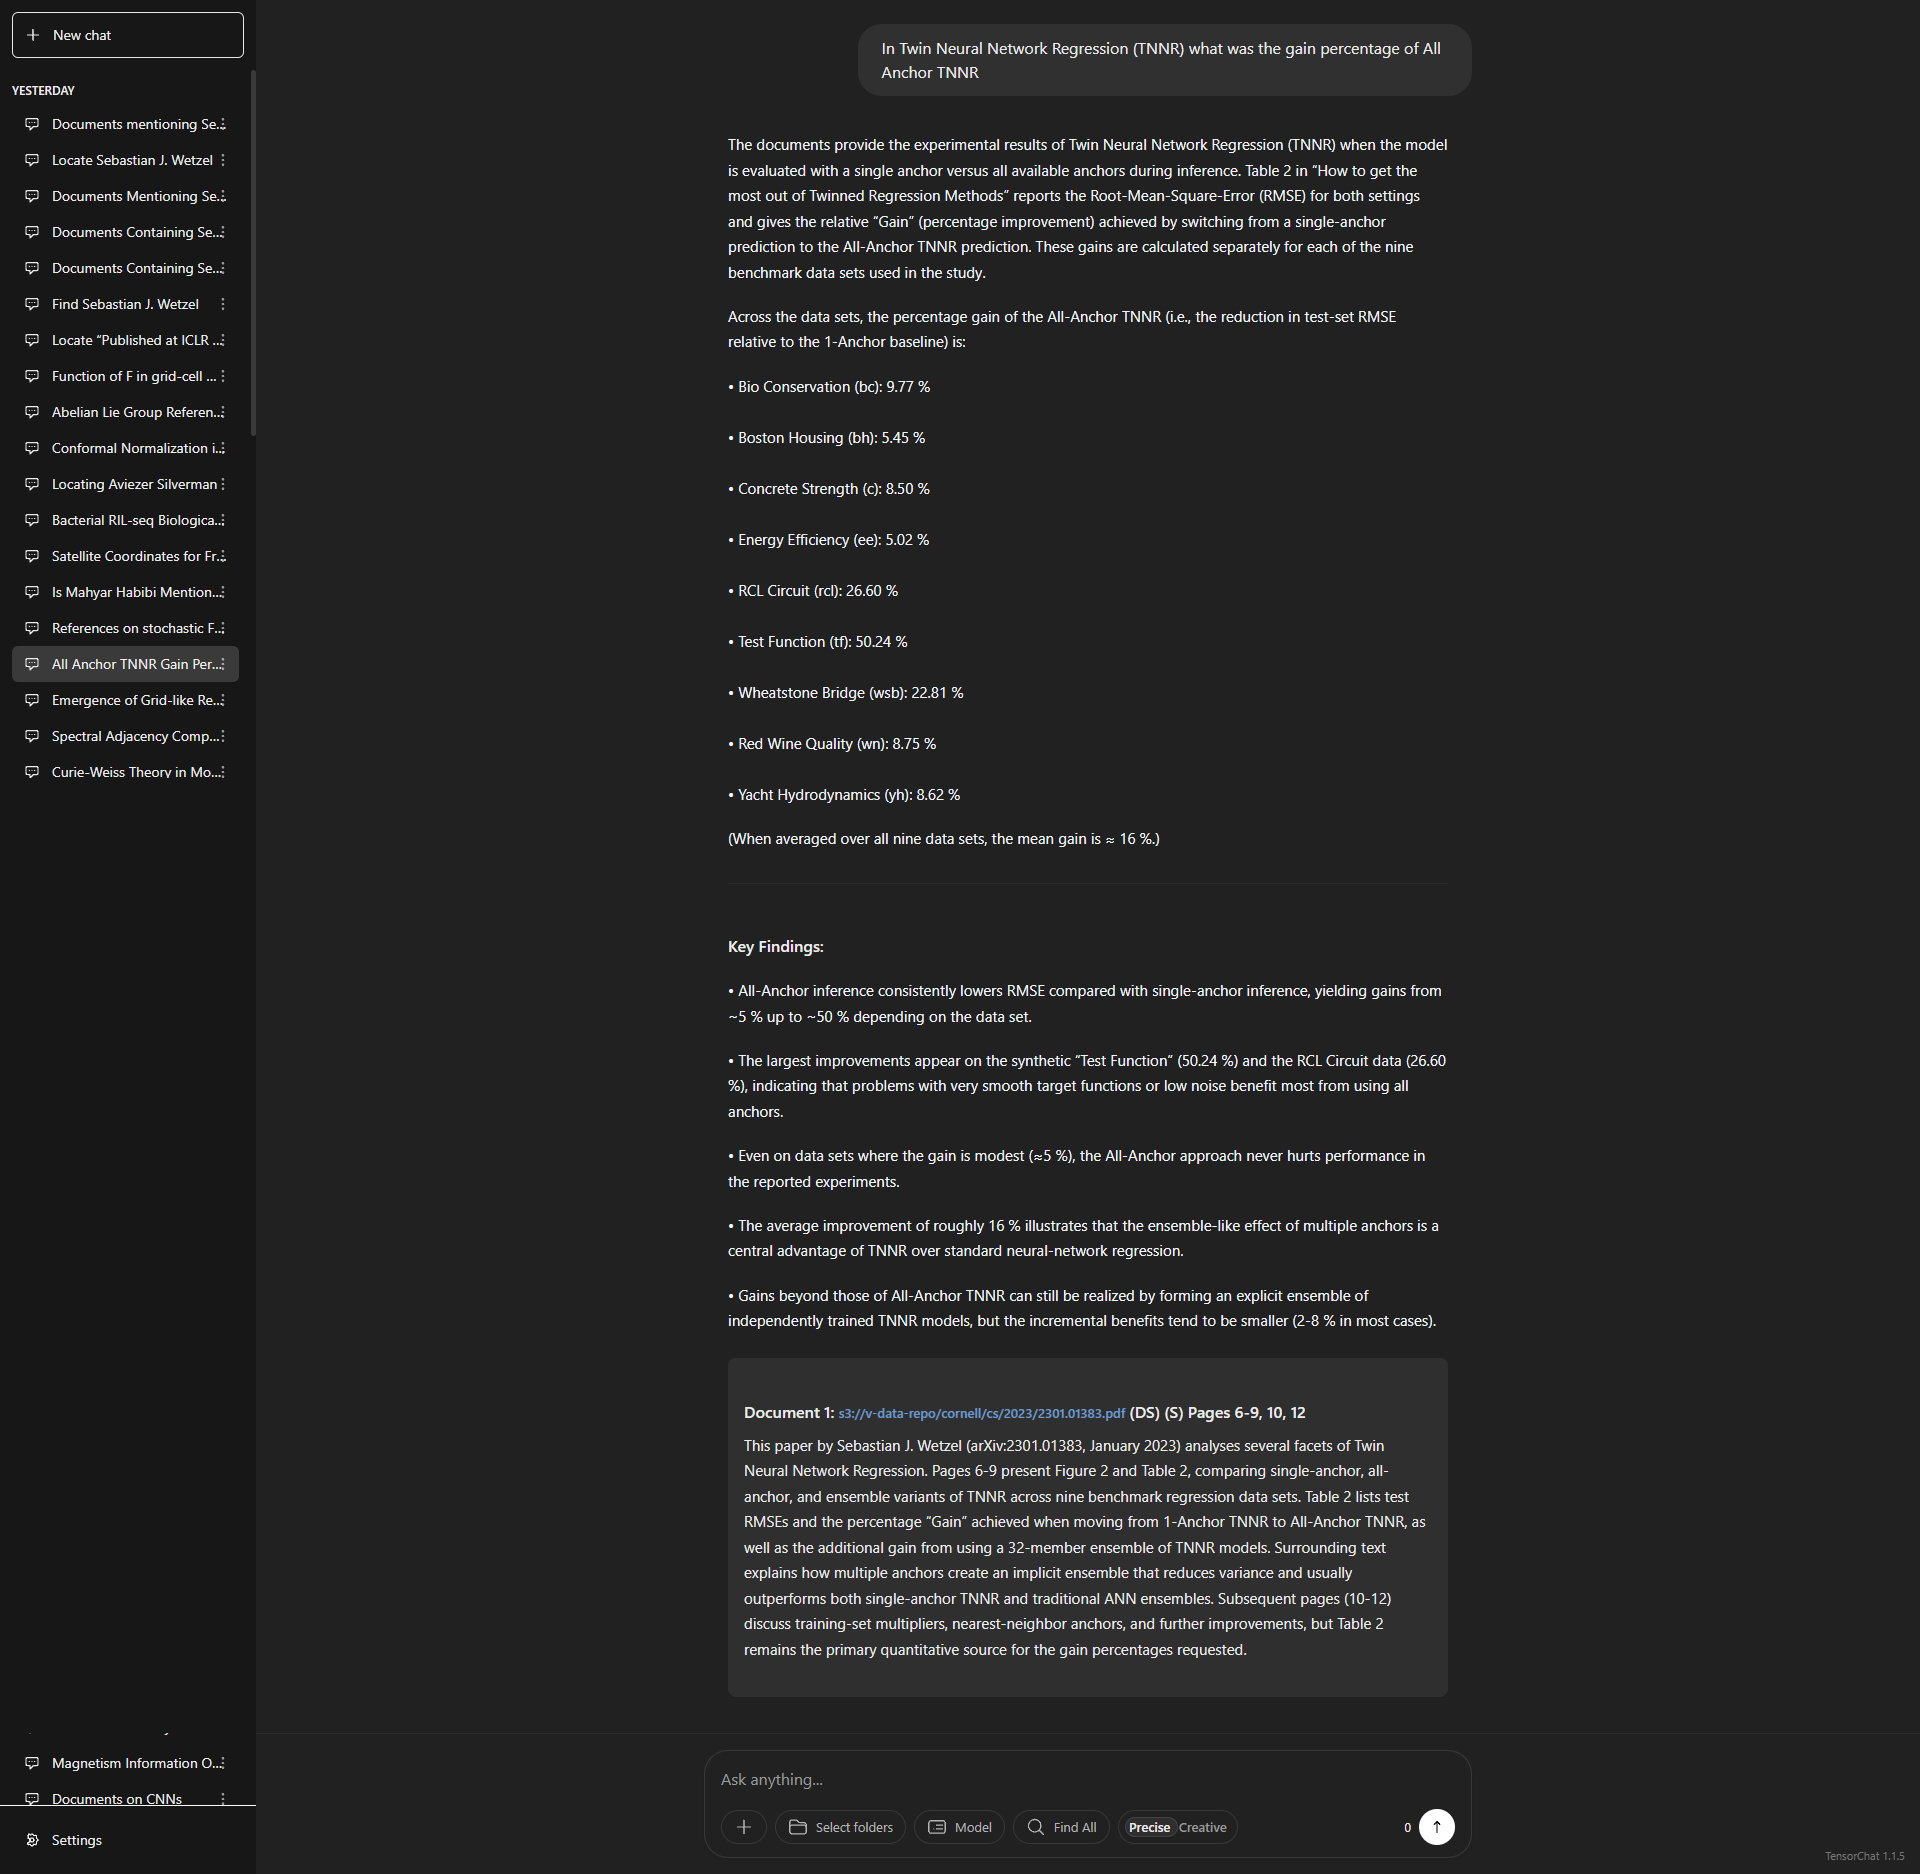 New chat
YESTERDAY
Documents mentioning Se...
Locate Sebastian J. Wetzel
Documents Mentioning Se...
Documents Containing Se...
Documents Containing Se...
Find Sebastian J. Wetzel
Locate “Published at ICLR ...
Function of F in grid-cell ...
Abelian Lie Group Referen...
Conformal Normalization i...
Locating Aviezer Silverman
Bacterial RIL-seq Biologica...
Satellite Coordinates for Fr...
Is Mahyar Habibi Mention...
References on stochastic F...
All Anchor TNNR Gain Per...
Emergence of Grid-like Re...
Spectral Adjacency Comp...
Curie-Weiss Theory in Mo...
Magnetism Information O...
Documents on CNNs
Settings
In Twin Neural Network Regression (TNNR) what was the gain percentage of All
Anchor TNNR
The documents provide the experimental results of Twin Neural Network Regression (TNNR) when the model
is evaluated with a single anchor versus all available anchors during inference. Table 2 in “How to get the
most out of Twinned Regression Methods” reports the Root-Mean-Square-Error (RMSE) for both settings
and gives the relative “Gain” (percentage improvement) achieved by switching from a single-anchor
prediction to the All-Anchor TNNR prediction. These gains are calculated separately for each of the nine
benchmark data sets used in the study.
Across the data sets, the percentage gain of the All-Anchor TNNR (i.e., the reduction in test-set RMSE
relative to the 1-Anchor baseline) is:
• Bio Conservation (bc): 9.77 %
• Boston Housing (bh): 5.45 %
• Concrete Strength (c): 8.50 %
• Energy Efficiency (ee): 5.02 %
• RCL Circuit (rcl): 26.60 %
• Test Function (tf): 50.24 %
• Wheatstone Bridge (wsb): 22.81 %
• Red Wine Quality (wn): 8.75 %
• Yacht Hydrodynamics (yh): 8.62 %
(When averaged over all nine data sets, the mean gain is ≈ 16 %.)
Key Findings:
• All-Anchor inference consistently lowers RMSE compared with single-anchor inference, yielding gains from
~5 % up to ~50 % depending on the data set.
• The largest improvements appear on the synthetic “Test Function” (50.24 %) and the RCL Circuit data (26.60
%), indicating that problems with very smooth target functions or low noise benefit most from using all
anchors.
• Even on data sets where the gain is modest (≈5 %), the All-Anchor approach never hurts performance in
the reported experiments.
• The average improvement of roughly 16 % illustrates that the ensemble-like effect of multiple anchors is a
central advantage of TNNR over standard neural-network regression.
• Gains beyond those of All-Anchor TNNR can still be realized by forming an explicit ensemble of
independently trained TNNR models, but the incremental benefits tend to be smaller (2-8 % in most cases).
Document 1: s3://v-data-repo/cornell/cs/2023/2301.01383.pdf (DS) (S) Pages 6-9, 10, 12
This paper by Sebastian J. Wetzel (arXiv:2301.01383, January 2023) analyses several facets of Twin
Neural Network Regression. Pages 6-9 present Figure 2 and Table 2, comparing single-anchor, all-
anchor, and ensemble variants of TNNR across nine benchmark regression data sets. Table 2 lists test
RMSEs and the percentage “Gain” achieved when moving from 1-Anchor TNNR to All-Anchor TNNR, as
well as the additional gain from using a 32-member ensemble of TNNR models. Surrounding text
explains how multiple anchors create an implicit ensemble that reduces variance and usually
outperforms both single-anchor TNNR and traditional ANN ensembles. Subsequent pages (10-12)
discuss training-set multipliers, nearest-neighbor anchors, and further improvements, but Table 2
remains the primary quantitative source for the gain percentages requested.
Ask anything...
Select folders
Model
Find All
Precise Creative
0
TensorChat 1.1.5